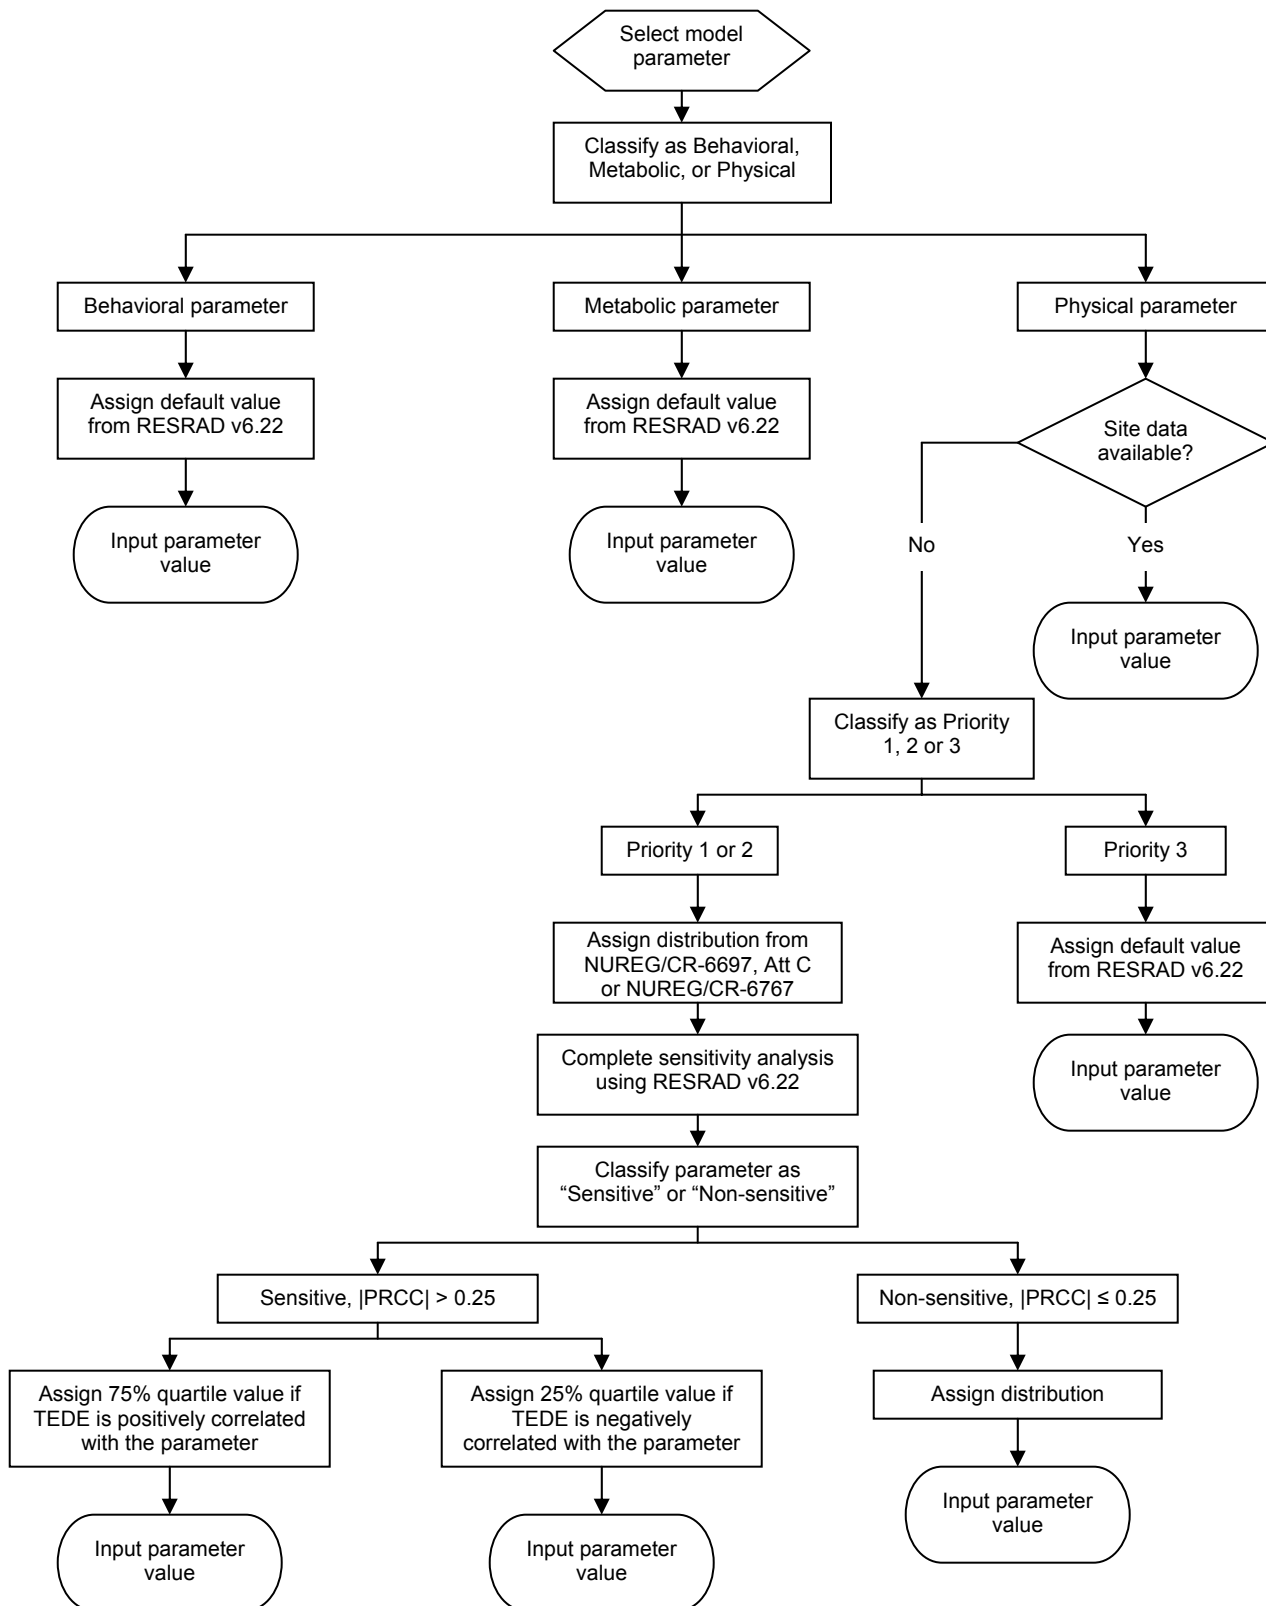 Select model
parameter
Classify as Behavioral,
Metabolic, or Physical
Behavioral parameter
Metabolic parameter
Physical parameter
Assign default value
from RESRAD v6.22
Assign default value
from RESRAD v6.22
Site data
available?
Input parameter
value
Input parameter
value
No
Yes
Input parameter
value
Classify as Priority
1, 2 or 3
Priority 1 or 2
Priority 3
Assign distribution from
NUREG/CR-6697, Att C
or NUREG/CR-6767
Assign default value
from RESRAD v6.22
Complete sensitivity analysis
using RESRAD v6.22
Input parameter
value
Classify parameter as
“Sensitive” or “Non-sensitive”
Sensitive, |PRCC| > 0.25
Non-sensitive, |PRCC| ≤ 0.25
Assign 75% quartile value if
TEDE is positively correlated
with the parameter
Assign 25% quartile value if
TEDE is negatively
correlated with the parameter
Assign distribution
Input parameter
value
Input parameter
value
Input parameter
value